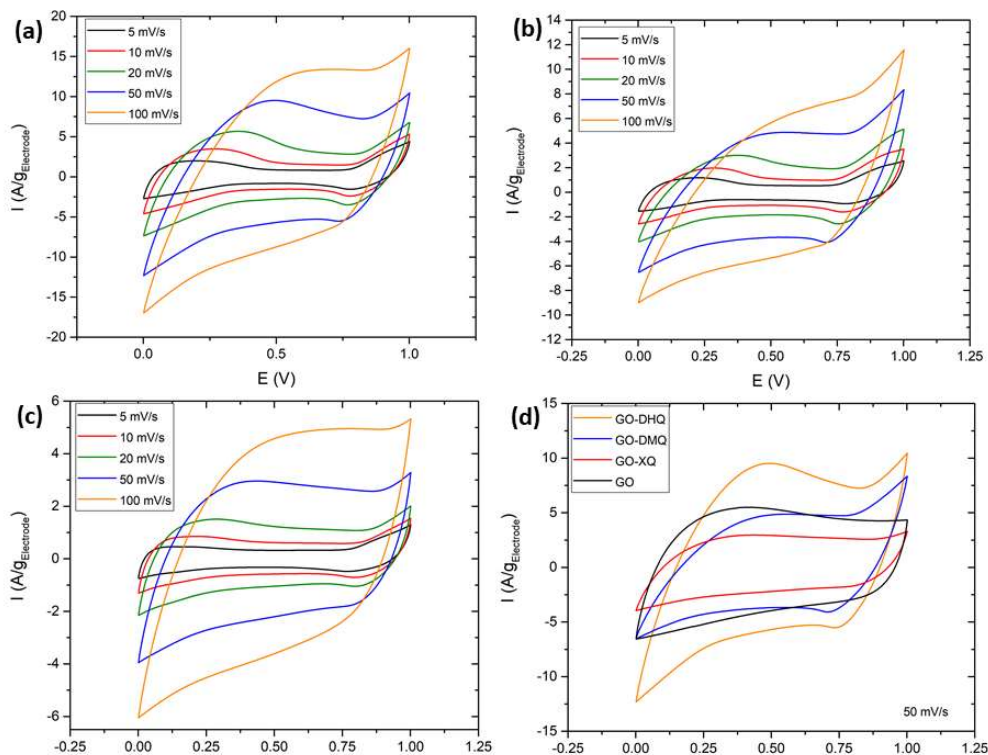 (a)
5 mV/s
10 mV/s
20 mV/s
50 mV/s
100 mV/s
20
15
10
5
0
-5
-10
-15
-20
I (A/gElectrode)
0.0
0.5
1.0
E (V)
(b)
5 mV/s
10 mV/s
20 mV/s
50 mV/s
100 mV/s
14
12
10
8
6
4
2
0
-2
-4
-6
-8
-10
-12
I (A/gElectrode)
-0.25 0.00 0.25 0.50 0.75 1.00 1.25
E (V)
(c)
5 mV/s
10 mV/s
20 mV/s
50 mV/s
100 mV/s
6
4
2
0
-2
-4
-6
I (A/gElectrode)
-0.25 0.00 0.25 0.50 0.75 1.00 1.25
(d)
GO-DHQ
GO-DMQ
GO-XQ
GO
15
10
5
0
-5
-10
-15
I (A/gElectrode)
50 mV/s
-0.25 0.00 0.25 0.50 0.75 1.00 1.25